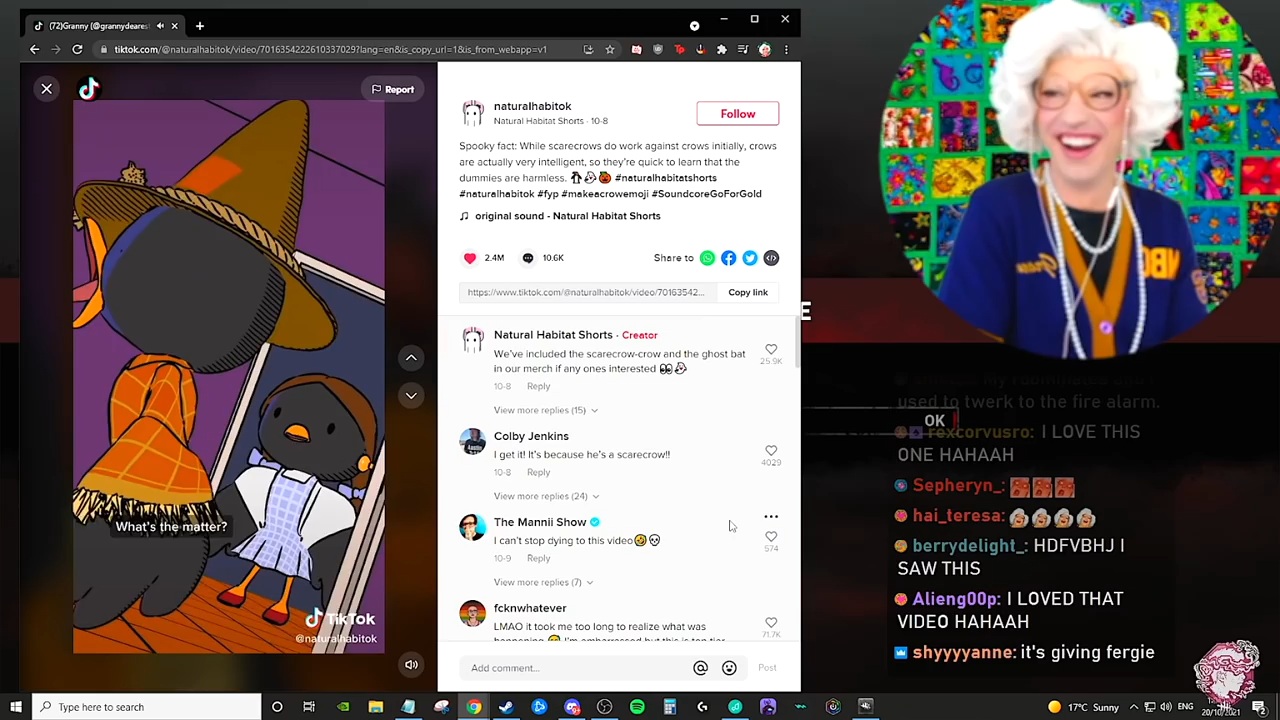 (72)Granny (@grannydeares
tiktok.com/@naturalhabitok/video/701635422610337029?lang=en&is_copy_url=1&is_from_webapp=v1
Report
naturalhabitok
Natural Habitat Shorts · 10-8
Follow
Spooky fact: While scarecrows do work against crows initially, crows
are actually very intelligent, so they're quick to learn that the
dummies are harmless. #naturalhabitatshorts
#naturalhabitok #fyp #makeacrowemoji #SoundcoreGoForGold
original sound - Natural Habitat Shorts
2.4M
10.6K
Share to
https://www.tiktok.com/@naturalhabitok/video/70163542...
Copy link
Natural Habitat Shorts · Creator
We've included the scarecrow-crow and the ghost bat
in our merch if any ones interested
25.9K
10-8 Reply
View more replies (15)
Colby Jenkins
I get it! It's because he's a scarecrow!!
4029
10-8 Reply
View more replies (24)
The Mannii Show
I can't stop dying to this video
574
10-9 Reply
View more replies (7)
fcknwhatever
LMAO it took me too long to realize what was
71.7K
Add comment...
Post
What's the matter?
TikTok
@naturalhabitok
used to twerk to the fire alarm.
OK
rexcorvusro: I LOVE THIS
ONE HAHAAH
Sepheryn_:
hai_teresa:
berrydelight_: HDFVBHJ I
SAW THIS
Alieng00p: I LOVED THAT
VIDEO HAHAAH
shyyyyanne: it's giving fergie
Type here to search
17°C Sunny
ENG
20/10/2021